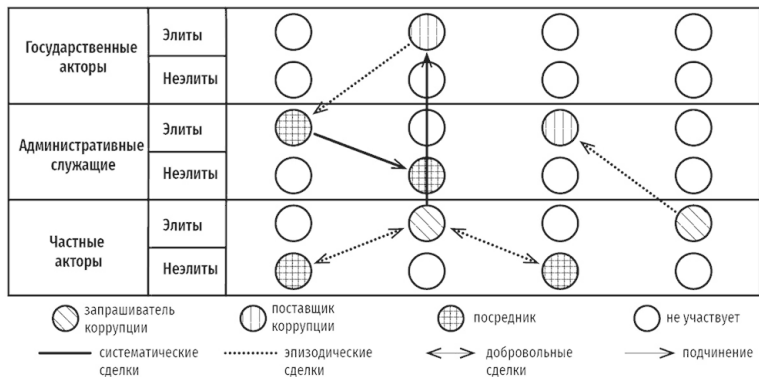 Государственные
акторы
Элиты
Неэлиты
Административные
служащие
Элиты
Неэлиты
Частные
акторы
Элиты
Неэлиты
запрашиватель
коррупции
поставщик
коррупции
посредник
не участвует
систематические
сделки
эпизодические
сделки
добровольные
сделки
подчинение